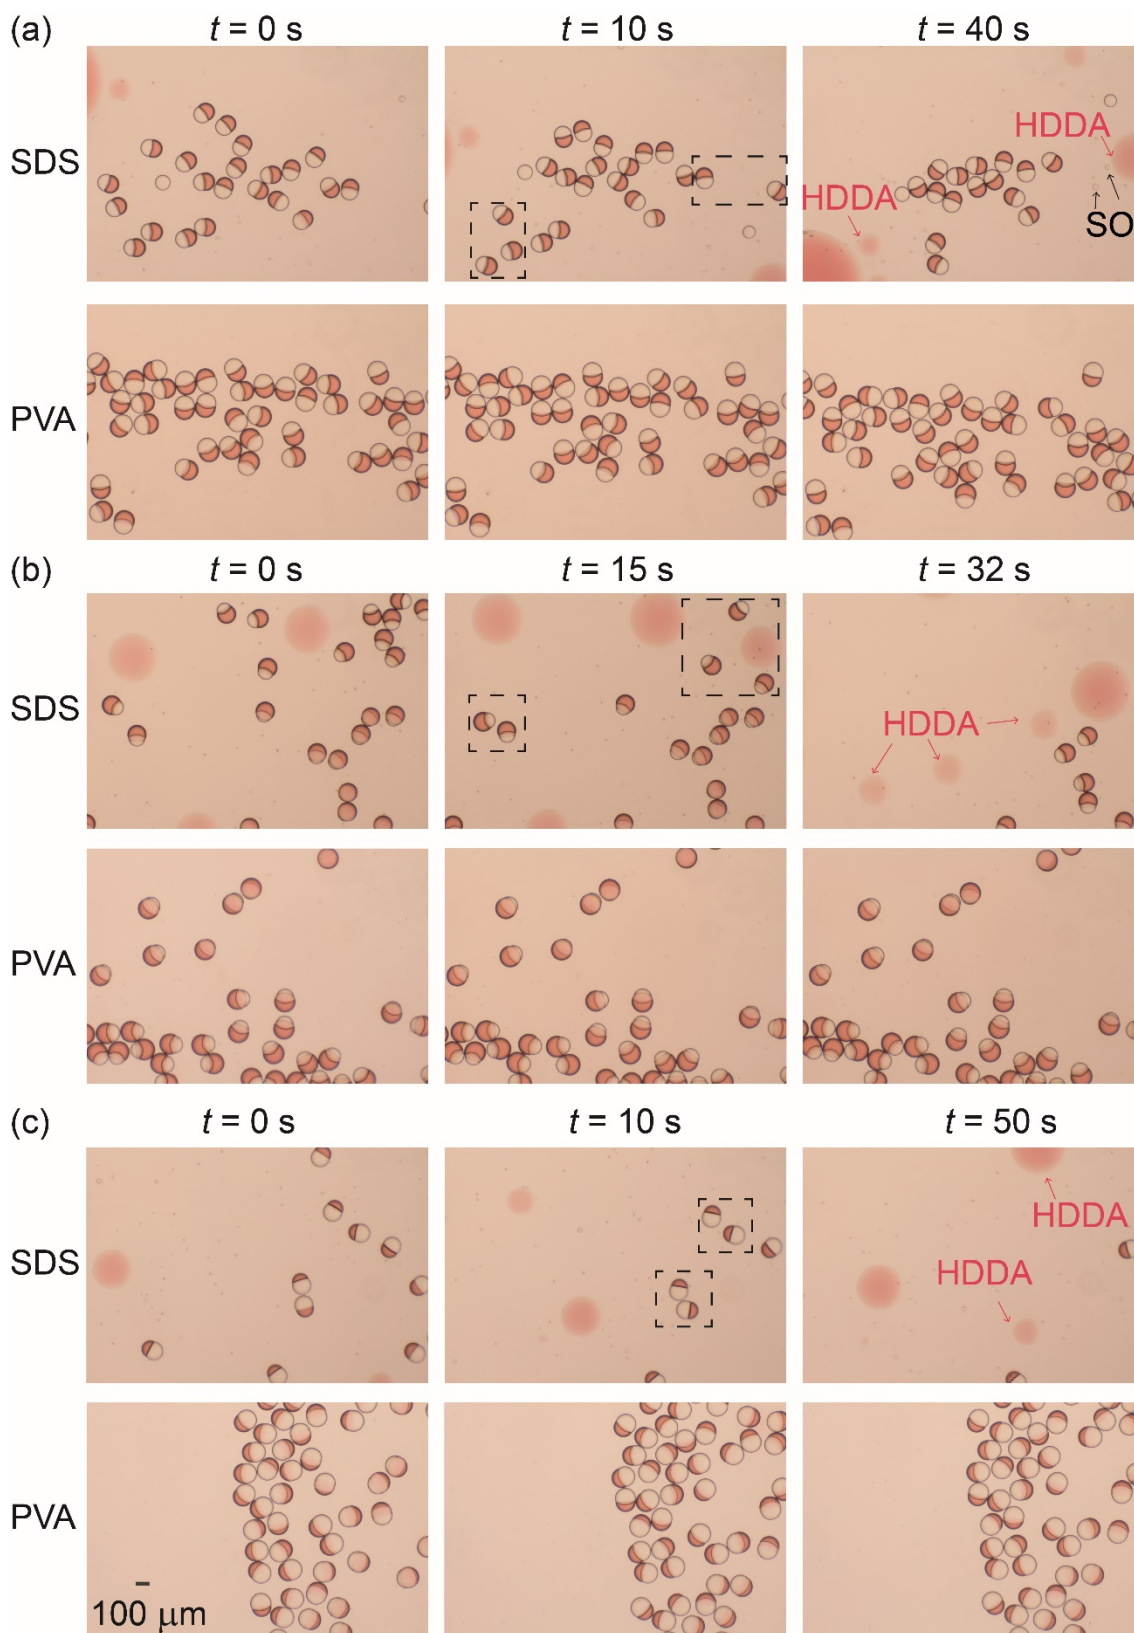 (a) t = 0 s t = 10 s t = 40 s
SDS
HDDA
HDDA
SO
PVA
(b) t = 0 s t = 15 s t = 32 s
SDS
HDDA
PVA
(c) t = 0 s t = 10 s t = 50 s
SDS
HDDA
HDDA
PVA
100 μm